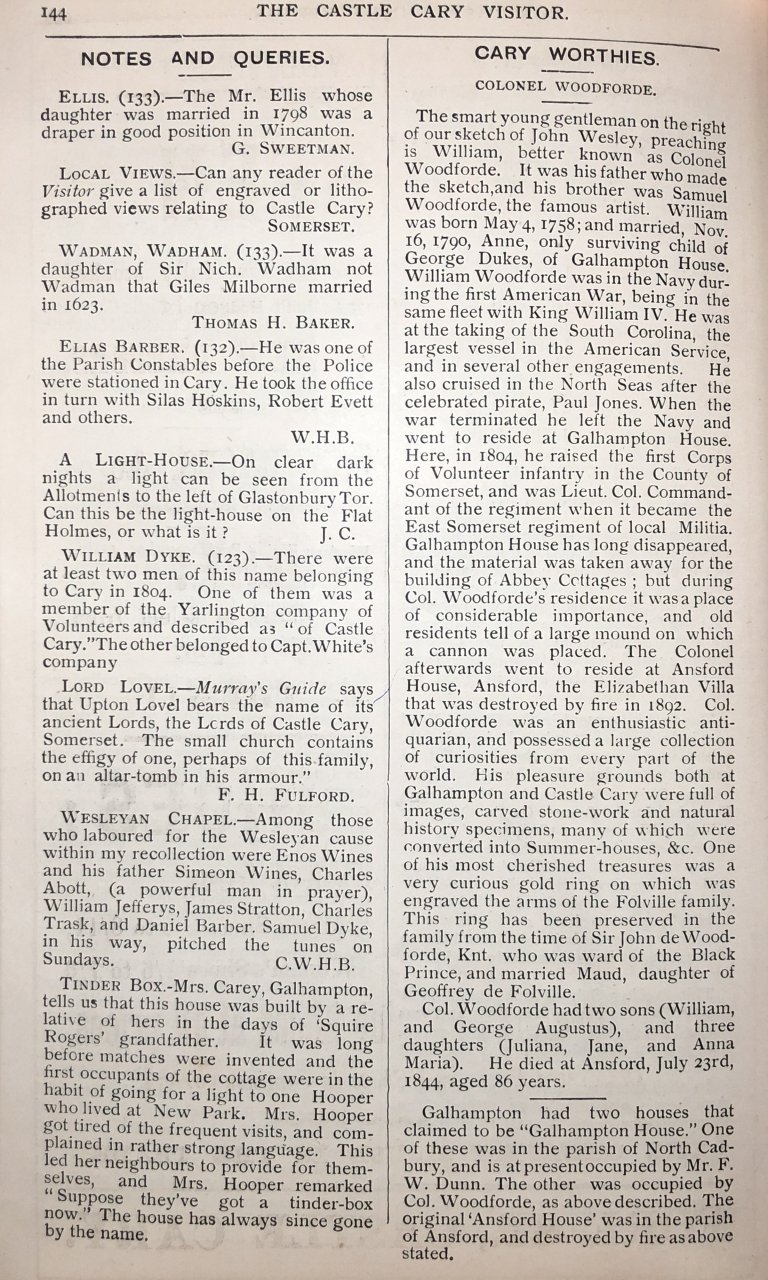 144
THE CASTLE CARY VISITOR.
NOTES AND QUERIES.
ELLIS. (133).—The Mr. Ellis whose
daughter was married in 1798 was a
draper in good position in Wincanton.
G. SWEETMAN.
LOCAL VIEWS.—Can any reader of the
Visitor give a list of engraved or litho-
graphed views relating to Castle Cary?
SOMERSET.
WADMAN, WADHAM. (133).—It was a
daughter of Sir Nich. Wadham not
Wadman that Giles Milborne married
in 1623.
THOMAS H. BAKER.
ELIAS BARBER. (132).—He was one of
the Parish Constables before the Police
were stationed in Cary. He took the office
in turn with Silas Hoskins, Robert Evett
and others.
W.H.B.
A LIGHT-HOUSE.—On clear dark
nights a light can be seen from the
Allotments to the left of Glastonbury Tor.
Can this be the light-house on the Flat
Holmes, or what is it? J. C.
WILLIAM DYKE. (123).—There were
at least two men of this name belonging
to Cary in 1804. One of them was a
member of the Yarlington company of
Volunteers and described as "of Castle
Cary." The other belonged to Capt. White's
company
LORD LOVEL.—Murray's Guide says
that Upton Lovel bears the name of its
ancient Lords, the Lcrds of Castle Cary,
Somerset. The small church contains
the effigy of one, perhaps of this family,
on an altar-tomb in his armour."
F. H. FULFORD.
WESLEYAN CHAPEL.—Among those
who laboured for the Wesleyan cause
within my recollection were Enos Wines
and his father Simeon Wines, Charles
Abott, (a powerful man in prayer),
William Jefferys, James Stratton, Charles
Trask, and Daniel Barber. Samuel Dyke,
in his way, pitched the tunes on
Sundays. C.W.H.B.
TINDER BOX.-Mrs. Carey, Galhampton,
tells us that this house was built by a re-
lative of hers in the days of 'Squire
Rogers' grandfather. It was long
before matches were invented and the
first occupants of the cottage were in the
habit of going for a light to one Hooper
who lived at New Park. Mrs. Hooper
got tired of the frequent visits, and com-
plained in rather strong language. This
led her neighbours to provide for them-
selves, and Mrs. Hooper remarked
"Suppose they've got a tinder-box
now." The house has always since gone
by the name.
CARY WORTHIES.
COLONEL WOODFORDE.
The smart young gentleman on the right
of our sketch of John Wesley, preaching
is William, better known as Colonel
Woodforde. It was his father who made
the sketch,and his brother was Samuel
Woodforde, the famous artist. William
was born May 4, 1758; and married, Nov.
16, 1790, Anne, only surviving child of
George Dukes, of Galhampton House.
William Woodforde was in the Navy dur-
ing the first American War, being in the
same fleet with King William IV. He was
at the taking of the South Corolina, the
largest vessel in the American Service,
and in several other engagements. He
also cruised in the North Seas after the
celebrated pirate, Paul Jones. When the
war terminated he left the Navy and
went to reside at Galhampton House.
Here, in 1804, he raised the first Corps
of Volunteer infantry in the County of
Somerset, and was Lieut. Col. Command-
ant of the regiment when it became the
East Somerset regiment of local Militia.
Galhampton House has long disappeared,
and the material was taken away for the
building of Abbey Ccttages; but during
Col. Woodforde's residence it was a place
of considerable importance, and old
residents tell of a large mound on which
a cannon was placed. The Colonel
afterwards went to reside at Ansford
House, Ansford, the Elizabethan Villa
that was destroyed by fire in 1892. Col.
Woodforde was an enthusiastic anti-
quarian, and possessed a large collection
of curiosities from every part of the
world. His pleasure grounds both at
Galhampton and Castle Cary were full of
images, carved stone-work and natural
history specimens, many of which were
converted into Summer-houses, &c. One
of his most cherished treasures was a
very curious gold ring on which was
engraved the arms of the Folville family.
This ring has been preserved in the
family from the time of Sir John de Wood-
forde, Knt. who was ward of the Black
Prince, and married Maud, daughter of
Geoffrey de Folville.
Col. Woodforde had two sons (William,
and George Augustus), and three
daughters (Juliana, Jane, and Anna
Maria). He died at Ansford, July 23rd,
1844, aged 86 years.
Galhampton had two houses that
claimed to be "Galhampton House." One
of these was in the parish of North Cad-
bury, and is at present occupied by Mr. F.
W. Dunn. The other was occupied by
Col. Woodforde, as above described. The
original 'Ansford House' was in the parish
of Ansford, and destroyed by fire as above
stated.